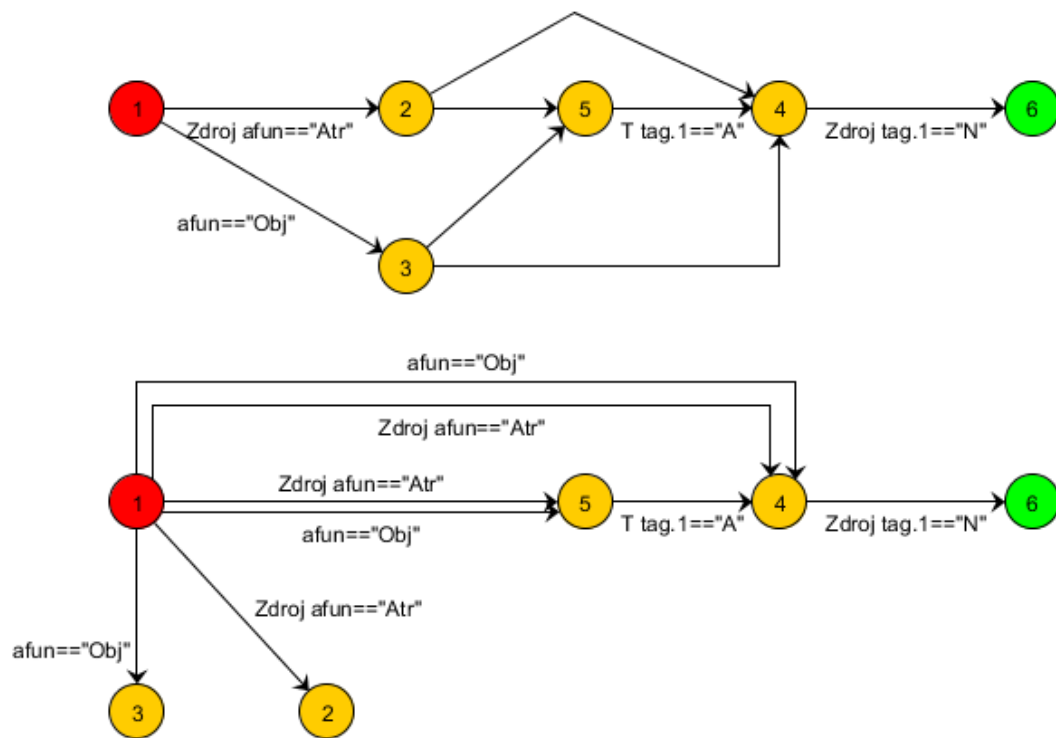 1
2
5
4
6
Zdroj afun=="Atr"
T tag.1=="A"
Zdroj tag.1=="N"
afun=="Obj"
3
afun=="Obj"
Zdroj afun=="Atr"
Zdroj afun=="Atr"
1
5
4
6
T tag.1=="A"
Zdroj tag.1=="N"
afun=="Obj"
Zdroj afun=="Atr"
afun=="Obj"
3
2